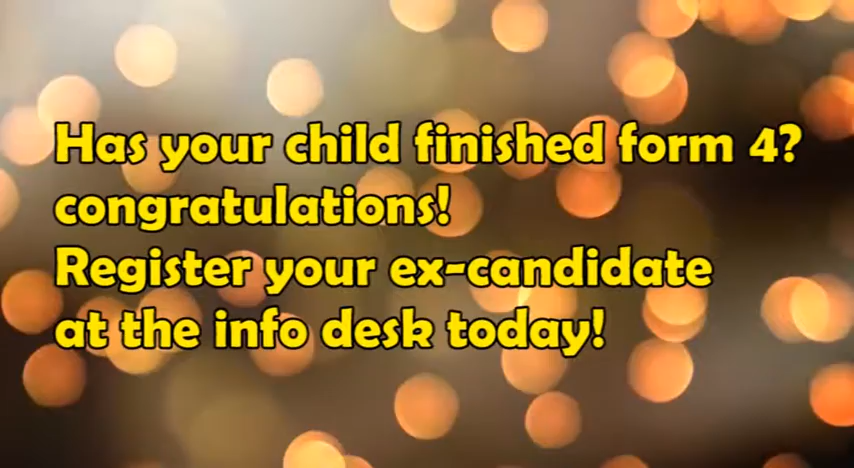 Has your child finished form 4?
congratulations!
Register your ex-candidate
at the info desk today!